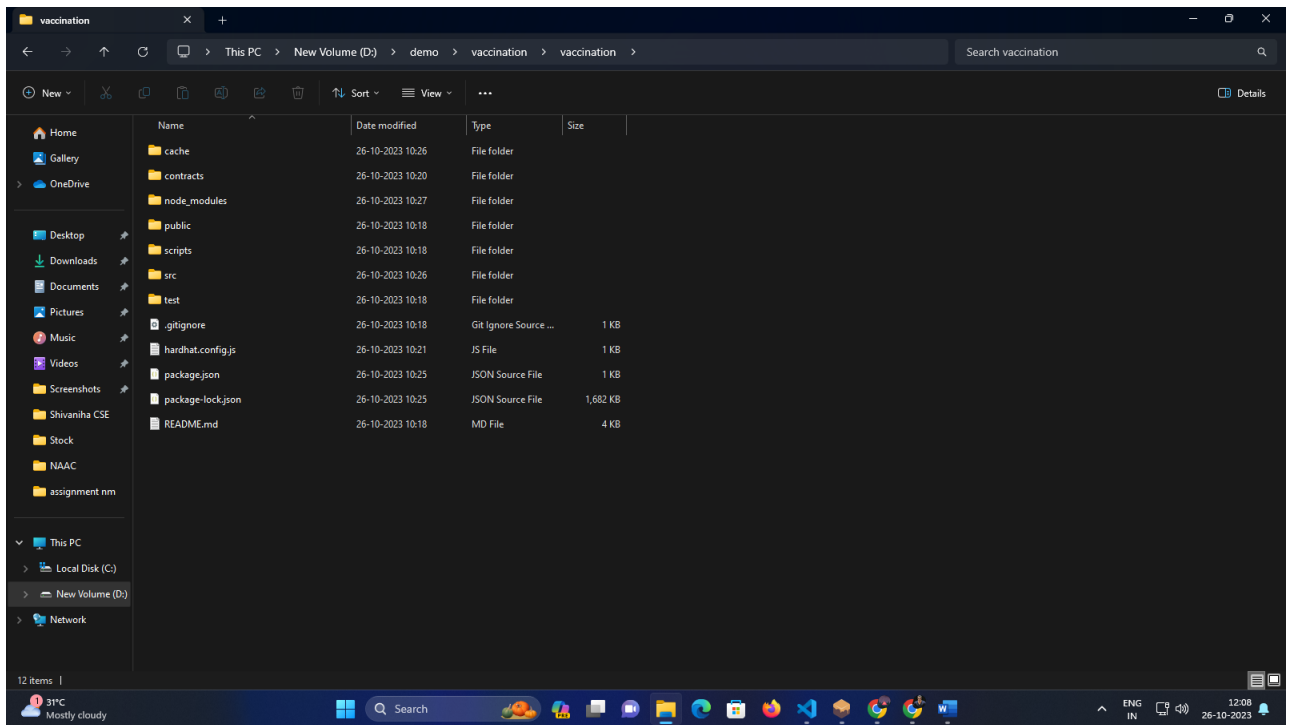 vaccination
This PC > New Volume (D:) > demo > vaccination > vaccination >
Search vaccination
New
Sort
View
Details
Home
Gallery
OneDrive
Desktop
Downloads
Documents
Pictures
Music
Videos
Screenshots
Shivaniha CSE
Stock
NAAC
assignment nm
This PC
Local Disk (C:)
New Volume (D:)
Network
Name Date modified Type Size
cache 26-10-2023 10:26 File folder
contracts 26-10-2023 10:20 File folder
node_modules 26-10-2023 10:27 File folder
public 26-10-2023 10:18 File folder
scripts 26-10-2023 10:18 File folder
src 26-10-2023 10:26 File folder
test 26-10-2023 10:18 File folder
.gitignore 26-10-2023 10:18 Git Ignore Source ... 1 KB
hardhat.config.js 26-10-2023 10:21 JS File 1 KB
package.json 26-10-2023 10:25 JSON Source File 1 KB
package-lock.json 26-10-2023 10:25 JSON Source File 1,682 KB
README.md 26-10-2023 10:18 MD File 4 KB
12 items
1
31°C
Mostly cloudy
Search
PRE
ENG
IN
12:08
26-10-2023